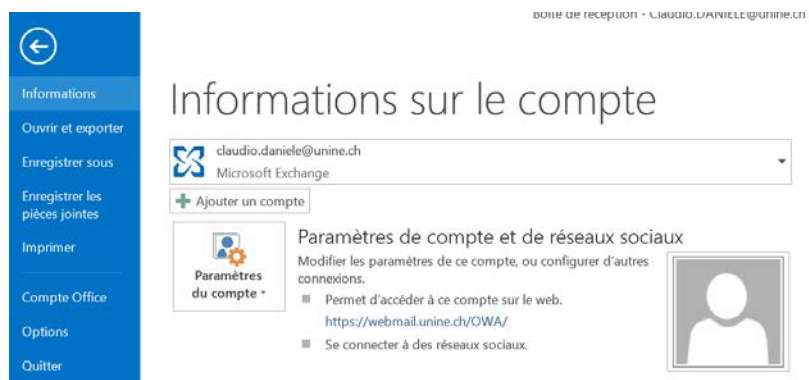 Boîte de réception - Claudio.DANIELE@unine.ch
Informations
Ouvrir et exporter
Enregistrer sous
Enregistrer les
pièces jointes
Imprimer
Compte Office
Options
Quitter
Informations sur le compte
claudio.daniele@unine.ch
Microsoft Exchange
Ajouter un compte
Paramètres
du compte
Paramètres de compte et de réseaux sociaux
Modifier les paramètres de ce compte, ou configurer d'autres
connexions.
Permet d'accéder à ce compte sur le web.
https://webmail.unine.ch/OWA/
Se connecter à des réseaux sociaux.